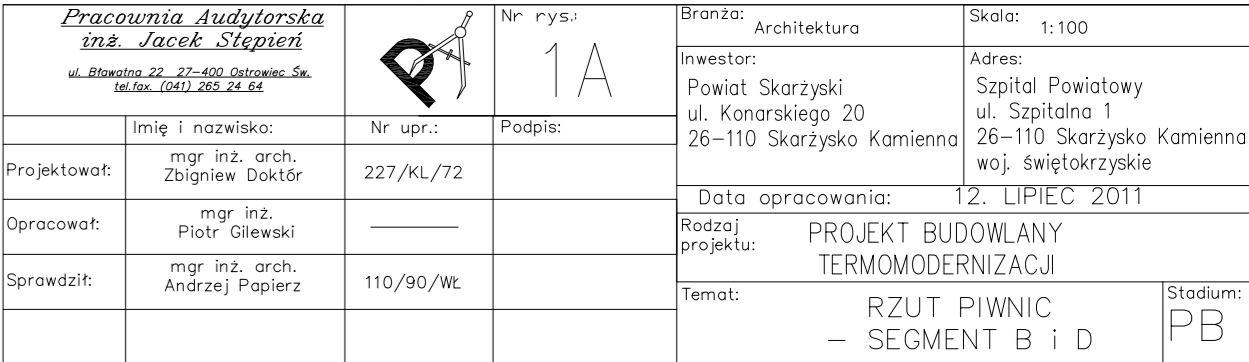 Pracownia Audytorska
inż. Jacek Stępień
ul. Bławatna 22 27-400 Ostrowiec Św.
tel.fax. (041) 265 24 64
Nr rys.:
1A
Imię i nazwisko:
Nr upr.:
Podpis:
Projektował:
mgr inż. arch.
Zbigniew Doktór
227/KL/72
Opracował:
mgr inż.
Piotr Gilewski
Sprawdził:
mgr inż. arch.
Andrzej Papierz
110/90/WŁ
Branża:
Architektura
Skala:
1:100
Inwestor:
Powiat Skarżyski
ul. Konarskiego 20
26-110 Skarżysko Kamienna
Adres:
Szpital Powiatowy
ul. Szpitalna 1
26-110 Skarżysko Kamienna
woj. świętokrzyskie
Data opracowania: 12. LIPIEC 2011
Rodzaj
projektu:
PROJEKT BUDOWLANY
TERMOMODERNIZACJI
Temat:
RZUT PIWNIC
- SEGMENT B i D
Stadium:
PB